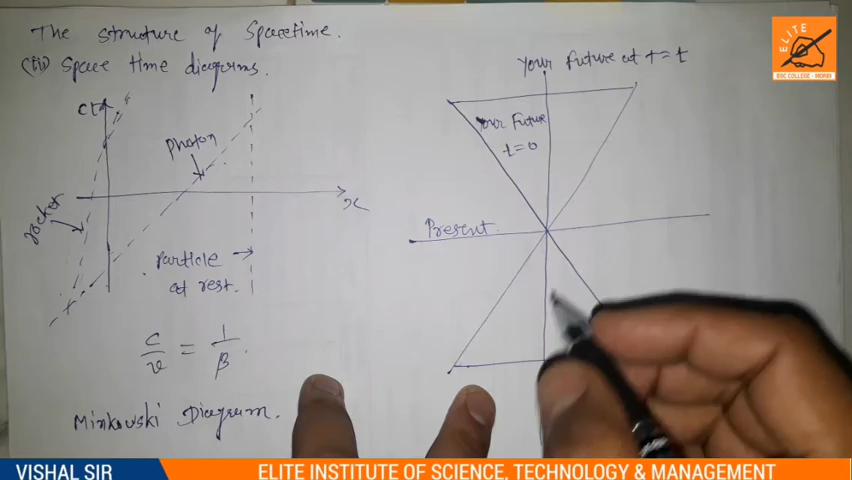 The structure of Spacetime.
(iii) Space time diagrams.
ct
photon
rocket
x
Particle
at rest.
c/v = 1/β.
Minkowski Diagram.
Your Future at t=t
Your Future
t=0
Present.
ELITE
BSC COLLEGE - MORBI
VISHAL SIR
ELITE INSTITUTE OF SCIENCE, TECHNOLOGY & MANAGEMENT